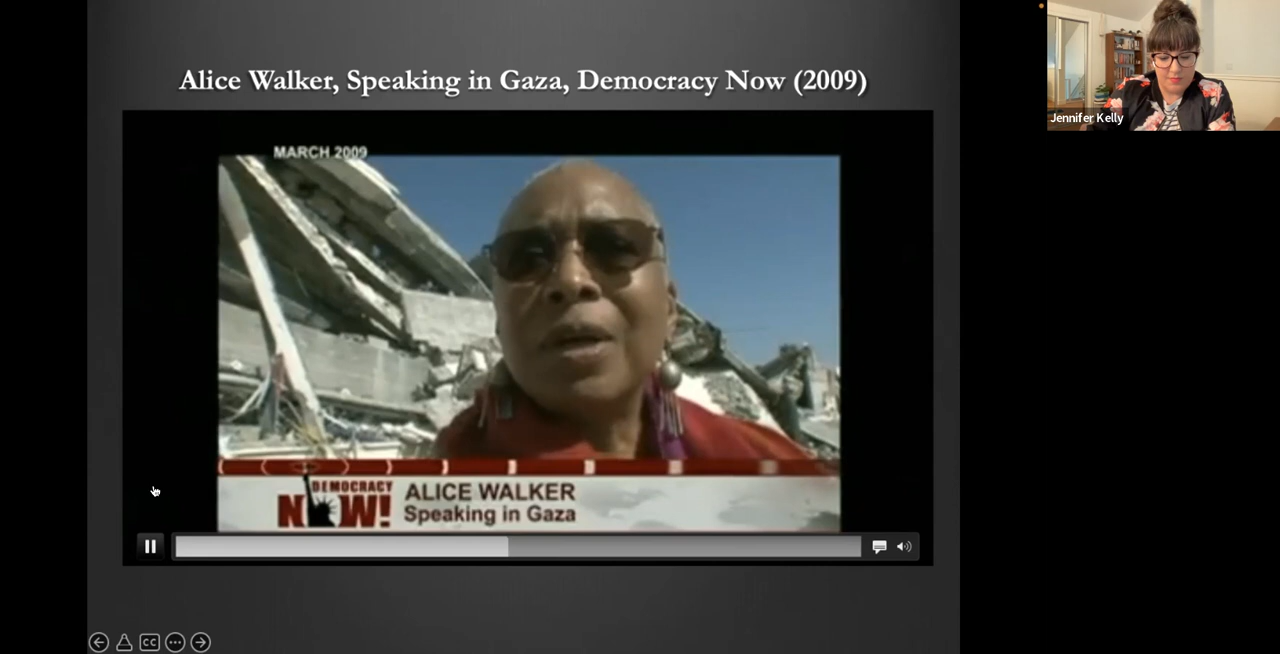 Alice Walker, Speaking in Gaza, Democracy Now (2009)
Jennifer Kelly
MARCH 2009
DEMOCRACY
NOW!
ALICE WALKER
Speaking in Gaza
CC